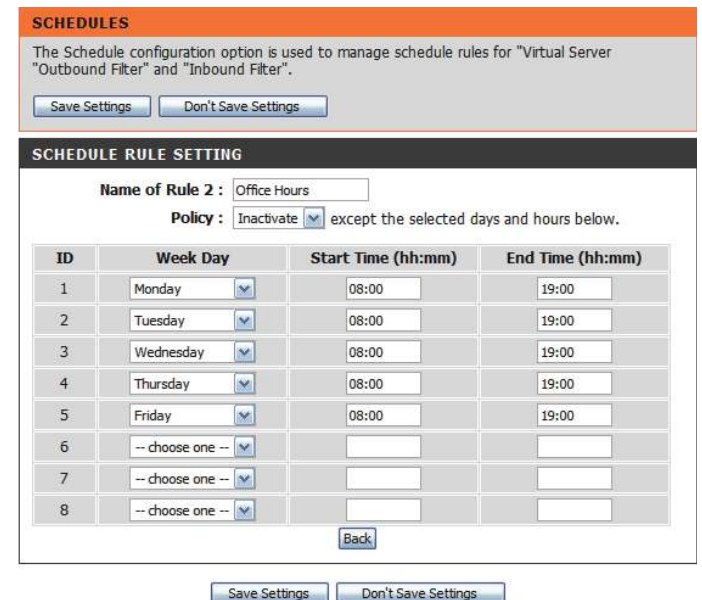 SCHEDULES
The Schedule configuration option is used to manage schedule rules for "Virtual Server
"Outbound Filter" and "Inbound Filter".
Save Settings Don't Save Settings
SCHEDULE RULE SETTING
Name of Rule 2 : Office Hours
Policy : Inactivate except the selected days and hours below.
ID Week Day Start Time (hh:mm) End Time (hh:mm)
1 Monday 08:00 19:00
2 Tuesday 08:00 19:00
3 Wednesday 08:00 19:00
4 Thursday 08:00 19:00
5 Friday 08:00 19:00
6 -- choose one --
7 -- choose one --
8 -- choose one --
Back
Save Settings Don't Save Settings